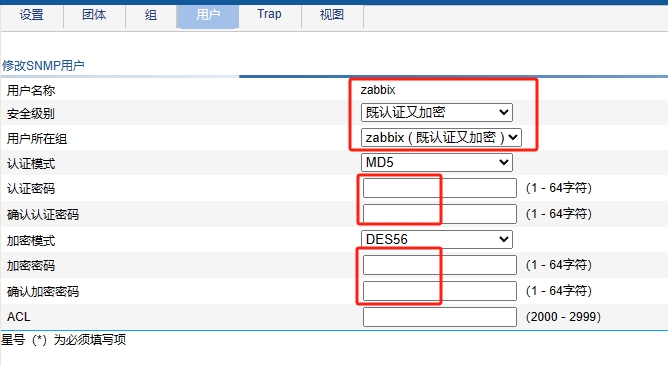 设置 团体 组 用户 Trap 视图
修改SNMP用户
用户名称 zabbix
安全级别 既认证又加密
用户所在组 zabbix ( 既认证又加密 )
认证模式 MD5
认证密码 (1 - 64字符)
确认认证密码 (1 - 64字符)
加密模式 DES56
加密密码 (1 - 64字符)
确认加密密码 (1 - 64字符)
ACL (2000 - 2999)
星号（*）为必须填写项